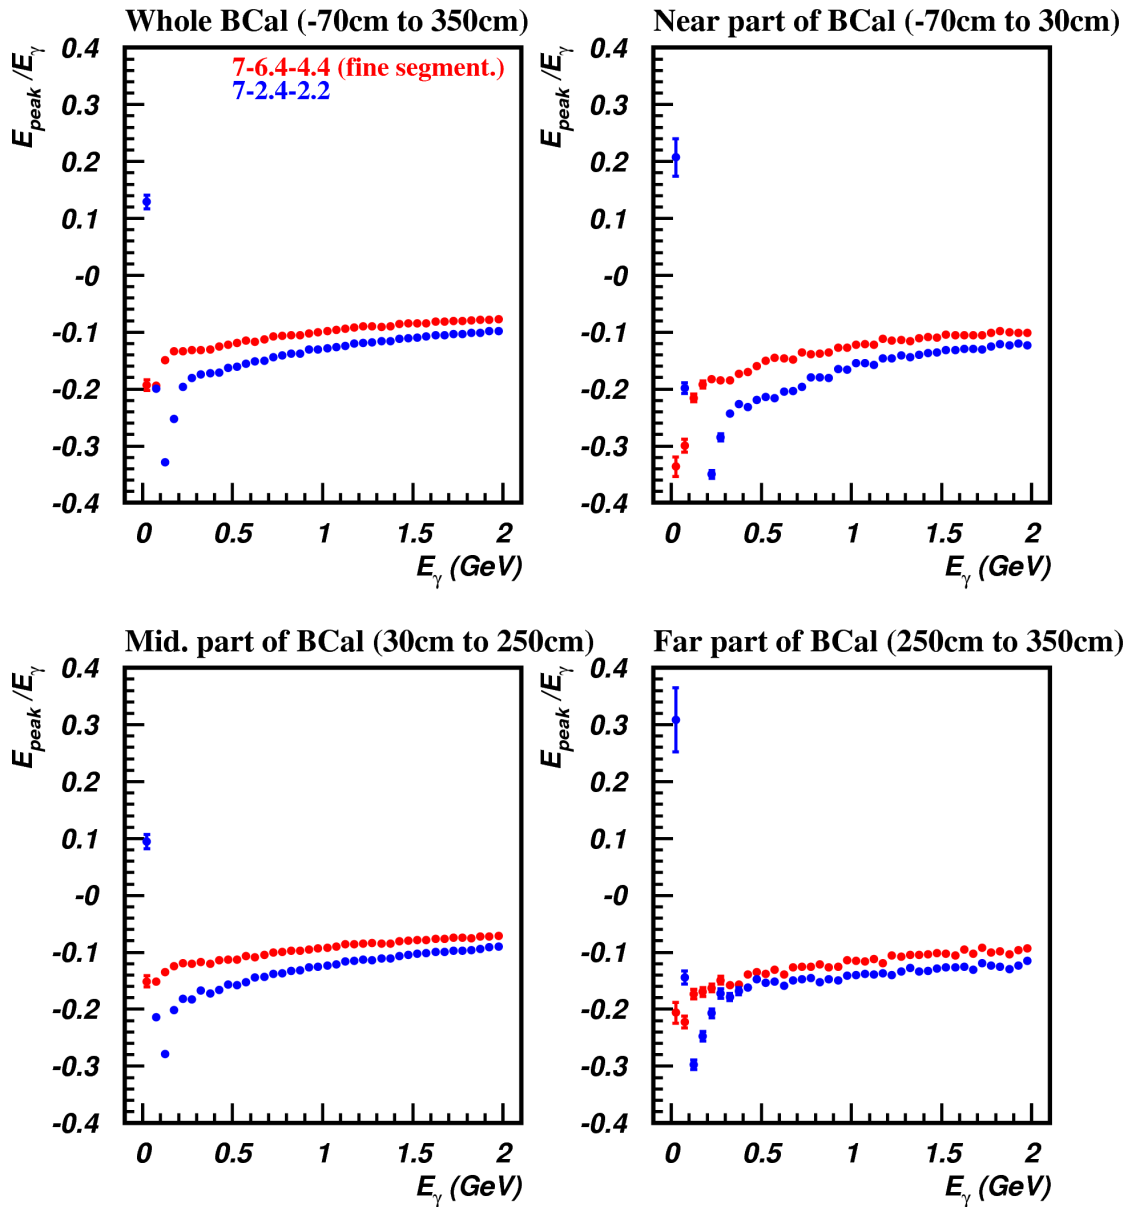 Whole BCal (-70cm to 350cm)
E_peak /E_γ
7-6.4-4.4 (fine segment.)
7-2.4-2.2
0.4
0.3
0.2
0.1
-0
-0.1
-0.2
-0.3
-0.4
0 0.5 1 1.5 2
E_γ (GeV)
Near part of BCal (-70cm to 30cm)
E_peak /E_γ
0.4
0.3
0.2
0.1
-0
-0.1
-0.2
-0.3
-0.4
0 0.5 1 1.5 2
E_γ (GeV)
Mid. part of BCal (30cm to 250cm)
E_peak /E_γ
0.4
0.3
0.2
0.1
-0
-0.1
-0.2
-0.3
-0.4
0 0.5 1 1.5 2
E_γ (GeV)
Far part of BCal (250cm to 350cm)
E_peak /E_γ
0.4
0.3
0.2
0.1
-0
-0.1
-0.2
-0.3
-0.4
0 0.5 1 1.5 2
E_γ (GeV)